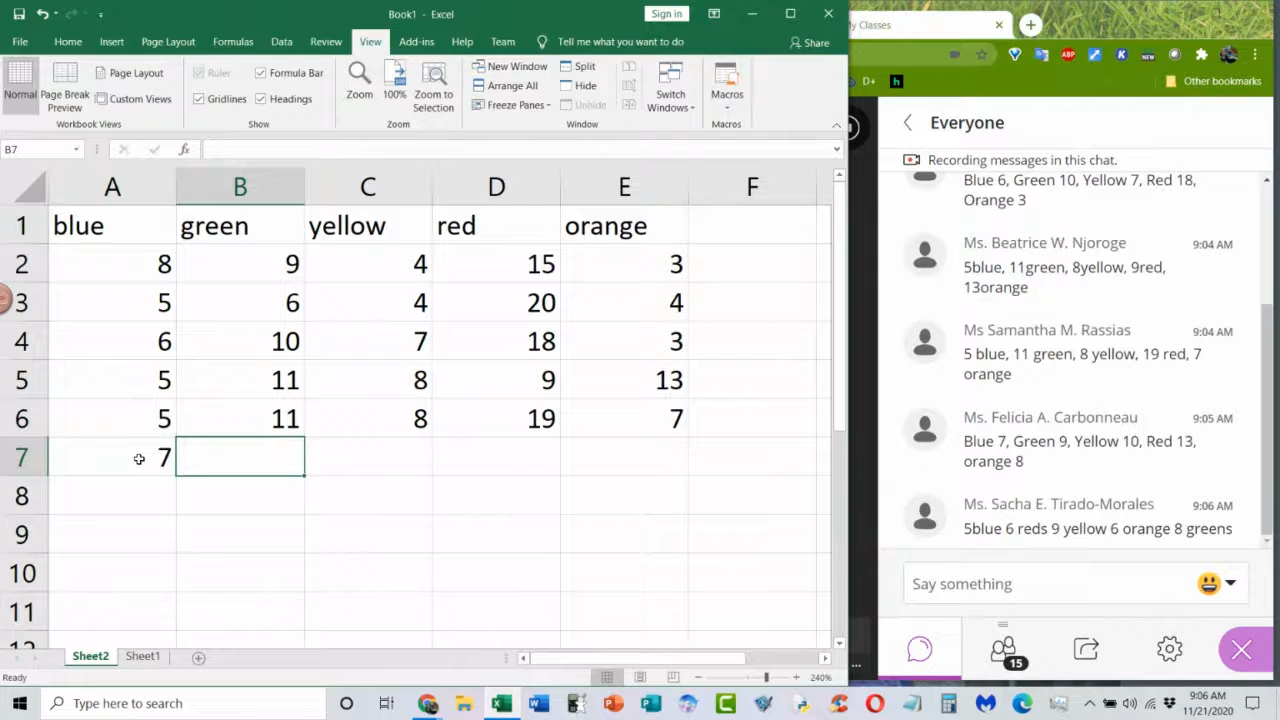 Book1 - Excel
Sign in
File Home Insert Page Layout Formulas Data Review View Add-ins Help Team Tell me what you want to do Share
Normal
Page Break
Preview
Page Layout
Custom Views
Workbook Views
Ruler
Formula Bar
Gridlines
Headings
Show
Zoom
100%
Zoom to
Selection
Zoom
New Window
Arrange All
Freeze Panes
Split
Hide
Unhide
Switch
Windows
Window
Macros
Macros
B7
fx
A B C D E F
1 blue green yellow red orange
2 8 9 4 15 3
3 5 6 4 20 4
4 6 10 7 18 3
5 5 11 8 9 13
6 5 11 8 19 7
7 7
8
9
10
11
12
Sheet2
Ready
240%
My Classes
ABP
K
NEW
D+
h
Other bookmarks
Everyone
Recording messages in this chat.
Blue 6, Green 10, Yellow 7, Red 18,
Orange 3
Ms. Beatrice W. Njoroge 9:04 AM
5blue, 11green, 8yellow, 9red,
13orange
Ms Samantha M. Rassias 9:04 AM
5 blue, 11 green, 8 yellow, 19 red, 7
orange
Ms. Felicia A. Carbonneau 9:05 AM
Blue 7, Green 9, Yellow 10, Red 13,
orange 8
Ms. Sacha E. Tirado-Morales 9:06 AM
5blue 6 reds 9 yellow 6 orange 8 greens
Say something
15
Type here to search
9:06 AM
11/21/2020